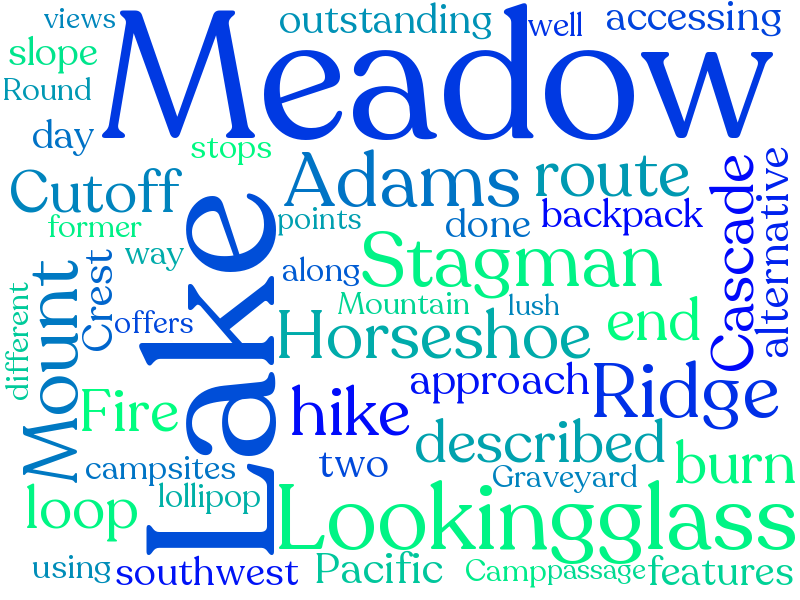 views
outstanding
well
accessing
slope
Meadow
Round
day
stops
Cutoff
Adams
route
Cascade
alternative
former
points
done
backpack
way
Lake
along
Stagman
Mount
Crest
different
offers
Mountain
lush
Horseshoe
end
Fire
hike
approach
Ridge
campsites
two
described
burn
loop
lollipop
Graveyard
Lookingglass
using
southwest
Pacific
Camp
passage
features